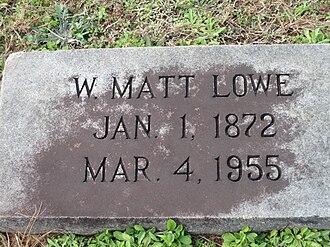 W. MATT LOWE
JAN. 1, 1872
MAR. 4, 1955